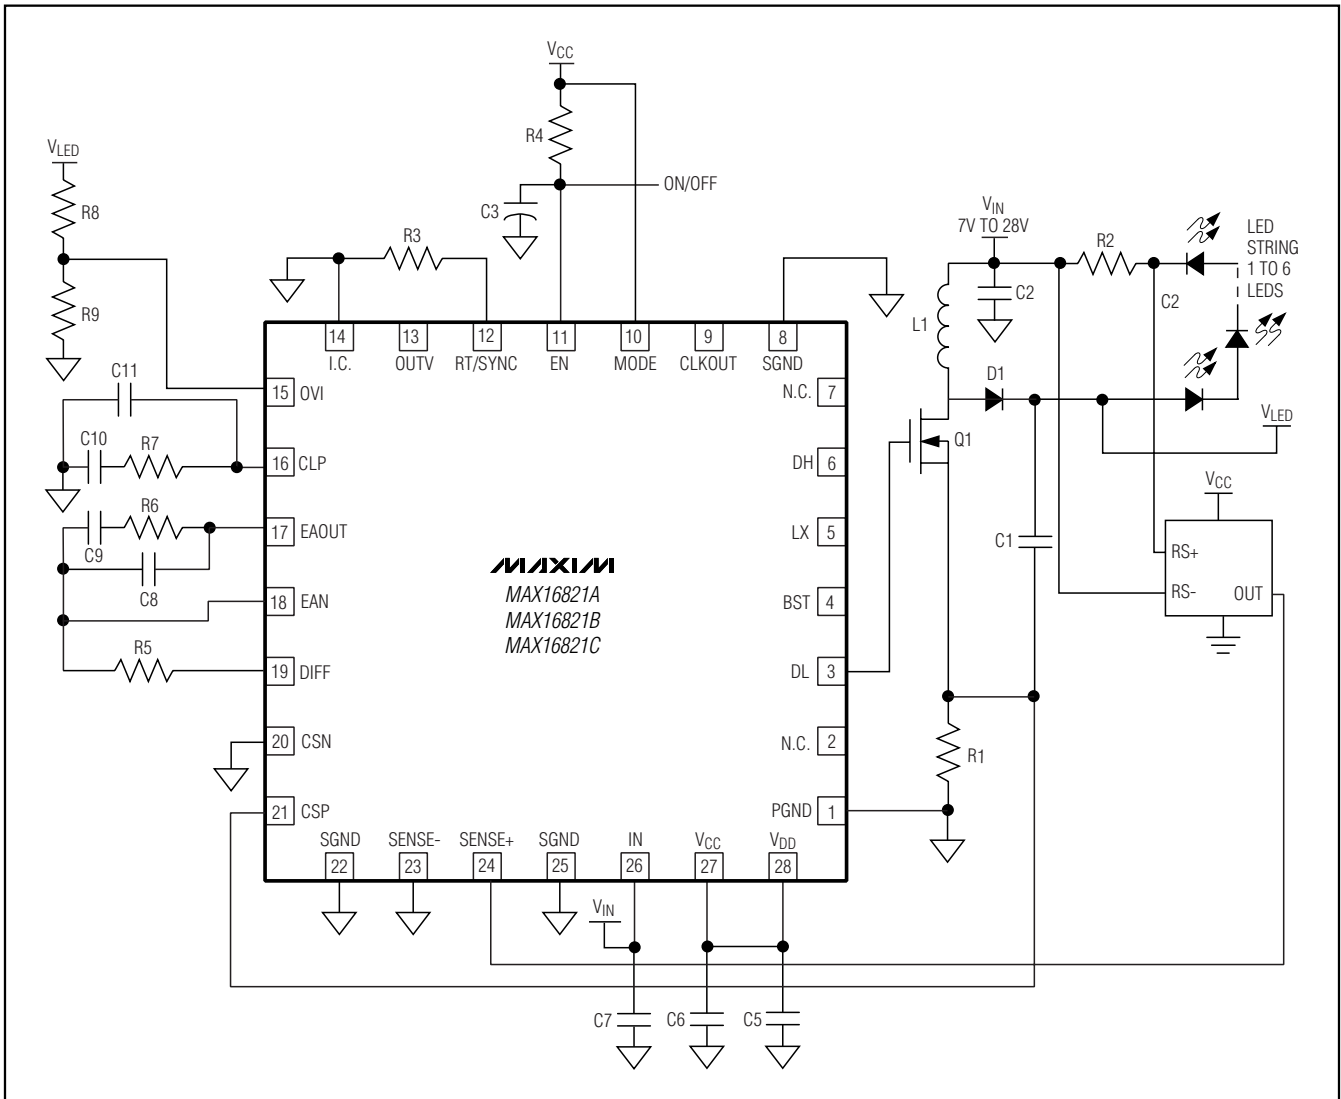 VCC
R4
ON/OFF
C3
VLED
R8
R9
R3
VIN
7V TO 28V
R2
LED
STRING
1 TO 6
LEDS
C2
C2
L1
14
13
12
11
10
9
8
I.C.
OUTV
RT/SYNC
EN
MODE
CLKOUT
SGND
C11
15
OVI
N.C.
7
D1
VLED
C10
R7
16
CLP
DH
6
Q1
VCC
R6
C9
C8
17
EAOUT
LX
5
C1
RS+
RS-
OUT
MAXIM
MAX16821A
MAX16821B
MAX16821C
18
EAN
BST
4
R5
19
DIFF
DL
3
20
CSN
N.C.
2
R1
21
CSP
PGND
1
SGND
SENSE-
SENSE+
SGND
IN
VCC
VDD
22
23
24
25
26
27
28
VIN
C7
C6
C5